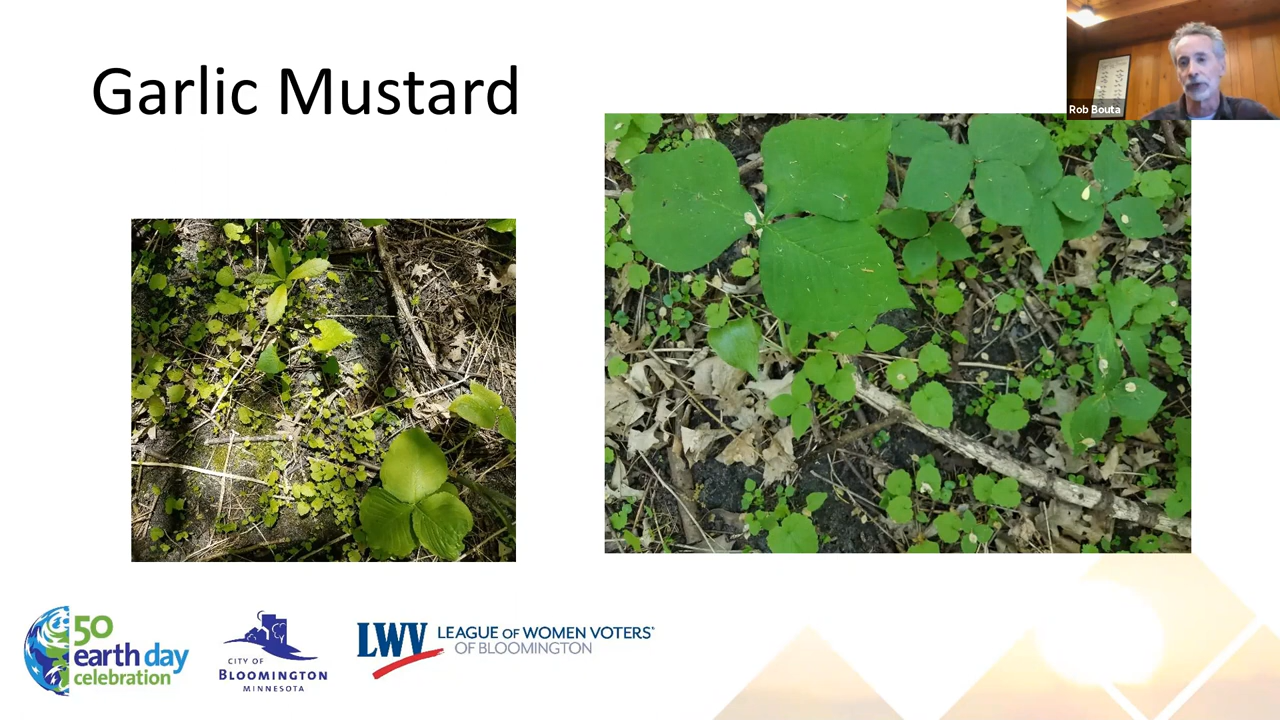 Garlic Mustard
Rob Bouta
50
earth day
celebration
CITY OF
BLOOMINGTON
MINNESOTA
LWV LEAGUE OF WOMEN VOTERS®
OF BLOOMINGTON